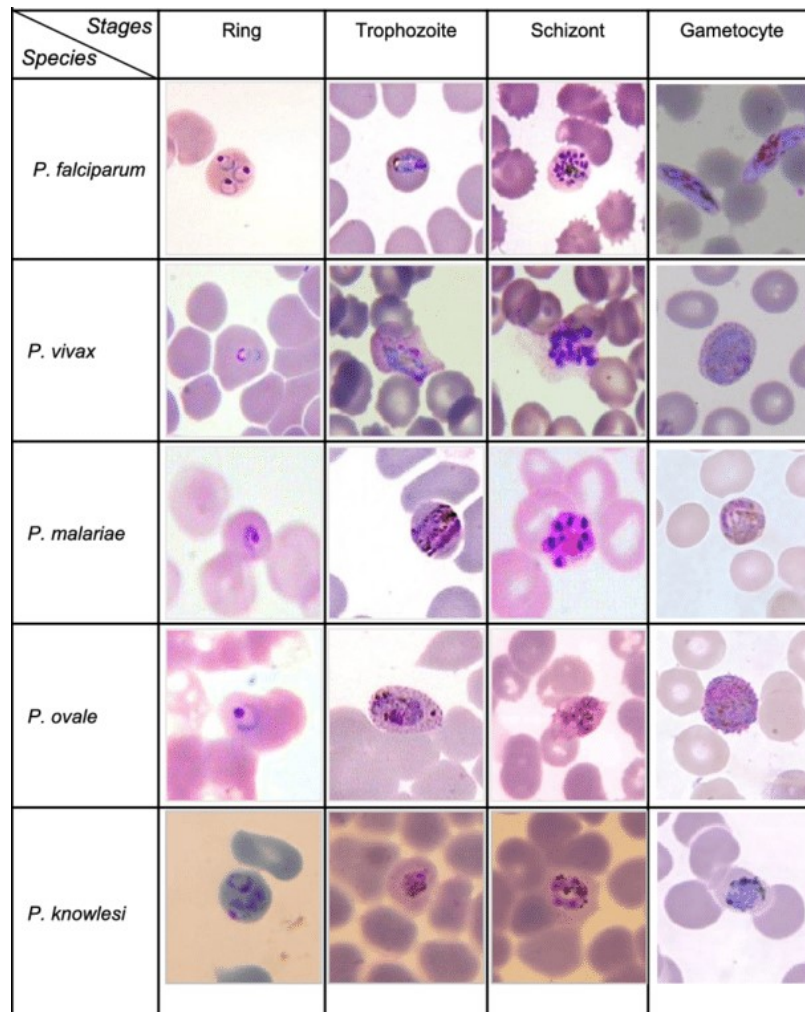 Stages
Species
Ring
Trophozoite
Schizont
Gametocyte
P. falciparum
P. vivax
P. malariae
P. ovale
P. knowlesi